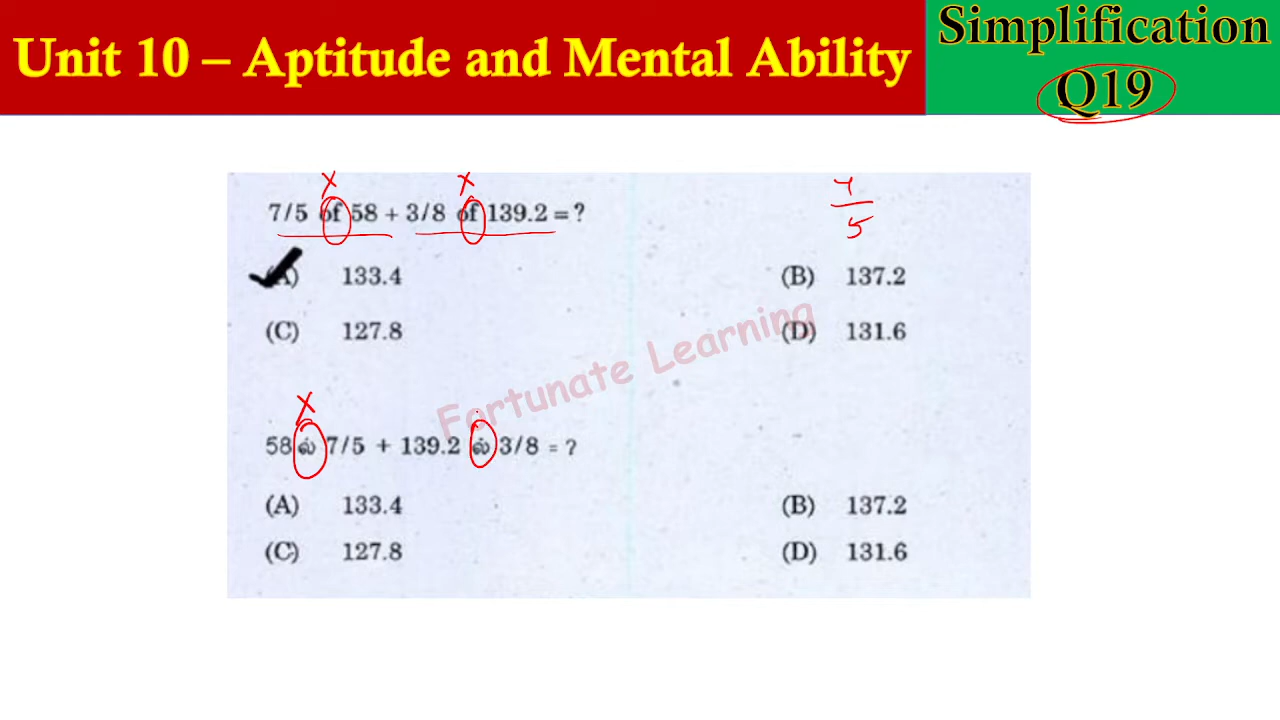 Unit 10 – Aptitude and Mental Ability
Simplification
Q19
x x
7/5 of 58 + 3/8 of 139.2 = ?
7
5
(A) 133.4 (B) 137.2
(C) 127.8 (D) 131.6
Fortunate Learning
x
58 ல் 7/5 + 139.2 ல் 3/8 = ?
(A) 133.4 (B) 137.2
(C) 127.8 (D) 131.6